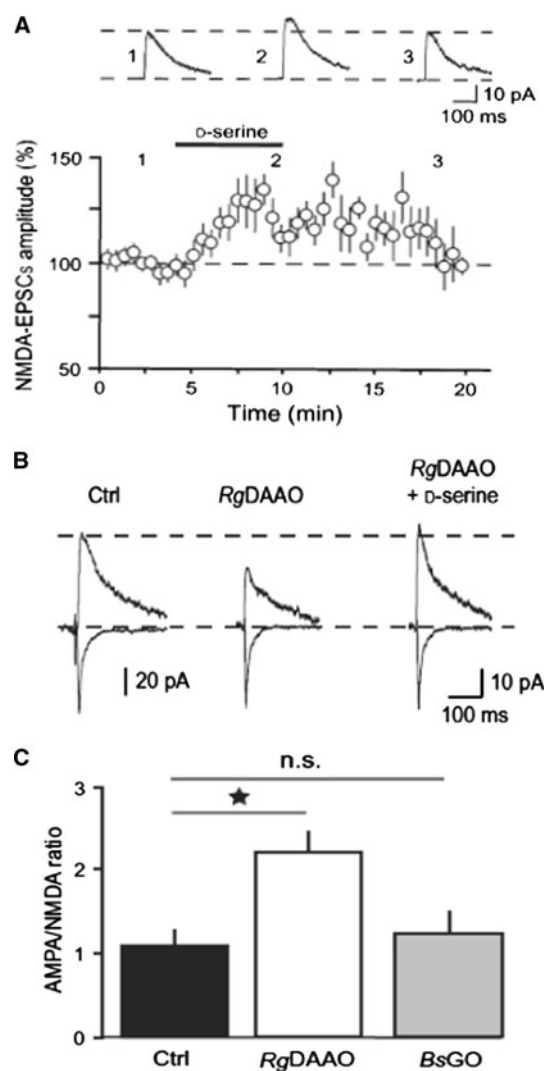 A
1
2
3
10 pA
100 ms
D-serine
1
2
3
NMDA-EPSCs amplitude (%)
150
100
50
0
5
10
15
20
Time (min)
B
Ctrl
RgDAAO
RgDAAO
+ D-serine
20 pA
10 pA
100 ms
C
n.s.
★
AMPA/NMDA ratio
3
2
1
0
Ctrl
RgDAAO
BsGO